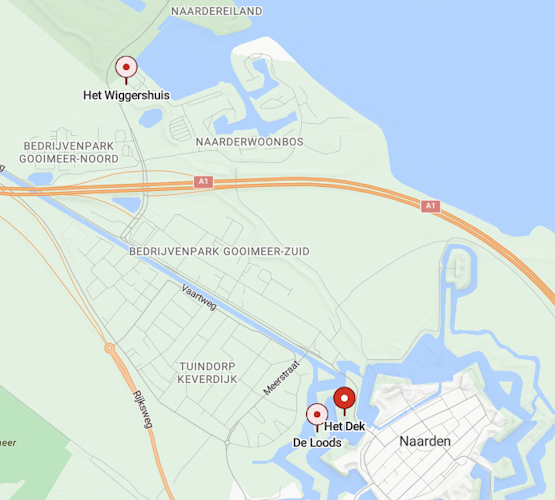 NAARDEREILAND
Het Wiggershuis
BEDRIJVENPARK
GOOIMEER-NOORD
NAARDERWOONBOS
A1
A1
BEDRIJVENPARK GOOIMEER-ZUID
Vaartweg
TUINDORP
KEVERDIJK
Meerstraat
Rijksweg
Het Dek
De Loods
Naarden